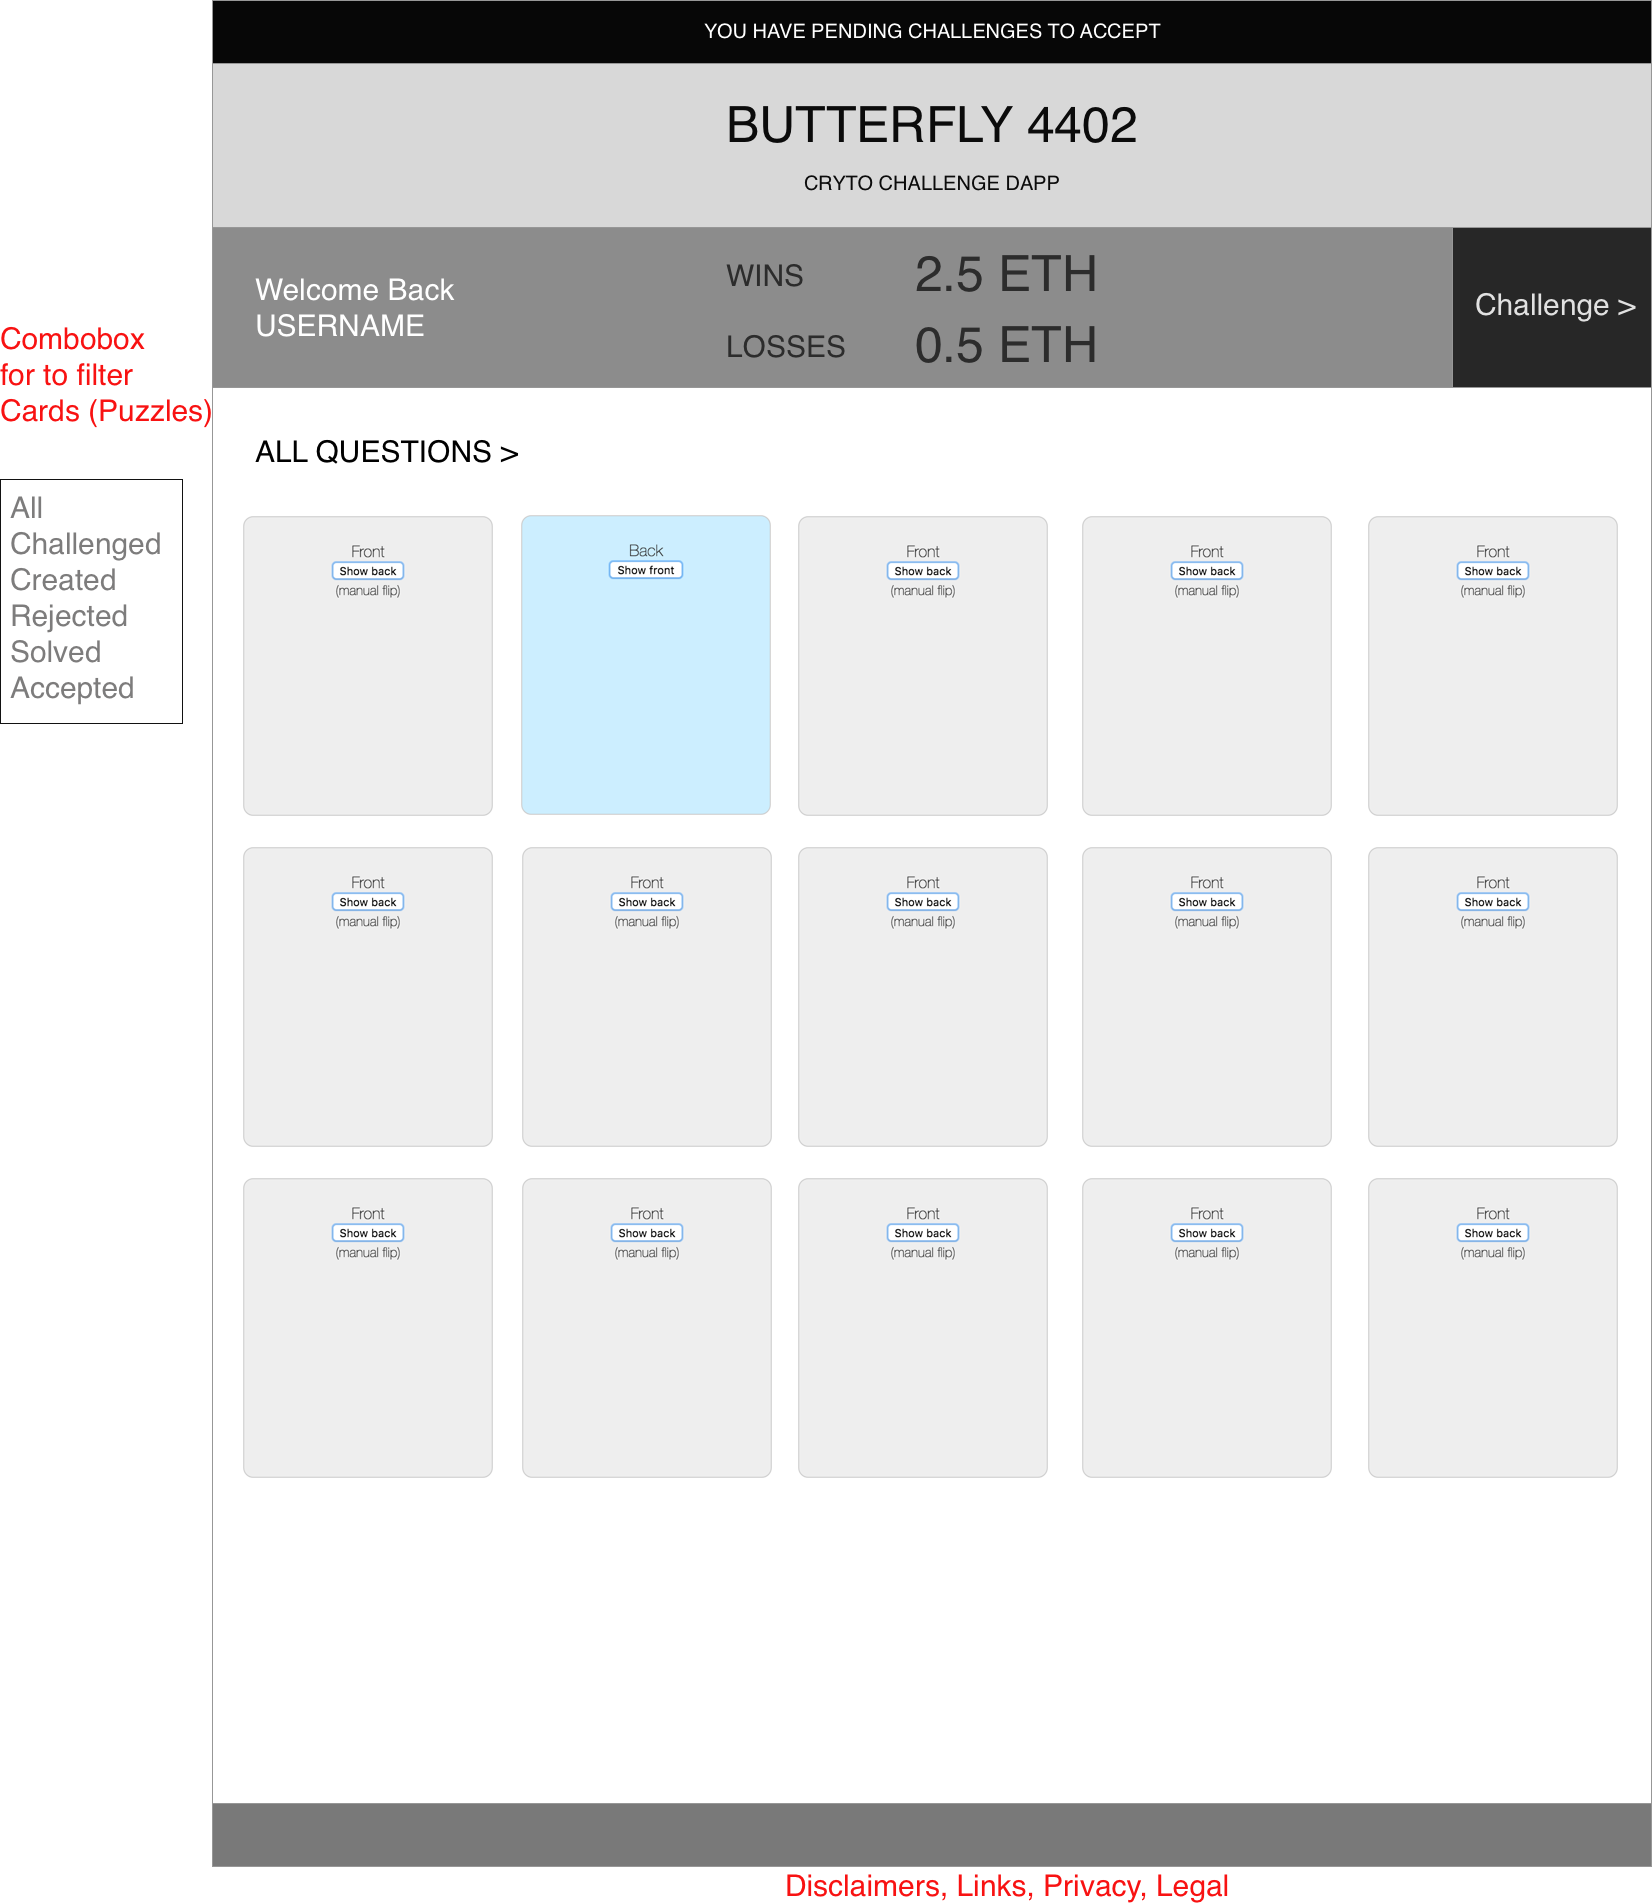 YOU HAVE PENDING CHALLENGES TO ACCEPT
BUTTERFLY 4402
CRYTO CHALLENGE DAPP
Welcome Back
USERNAME
WINS 2.5 ETH
LOSSES 0.5 ETH
Challenge >
Combobox
for to filter
Cards (Puzzles)
All
Challenged
Created
Rejected
Solved
Accepted
ALL QUESTIONS >
Front Back Front Front Front
Show back Show front Show back Show back Show back
(manual flip) (manual flip) (manual flip) (manual flip)
Front Front Front Front Front
Show back Show back Show back Show back Show back
(manual flip) (manual flip) (manual flip) (manual flip) (manual flip)
Front Front Front Front Front
Show back Show back Show back Show back Show back
(manual flip) (manual flip) (manual flip) (manual flip) (manual flip)
Disclaimers, Links, Privacy, Legal